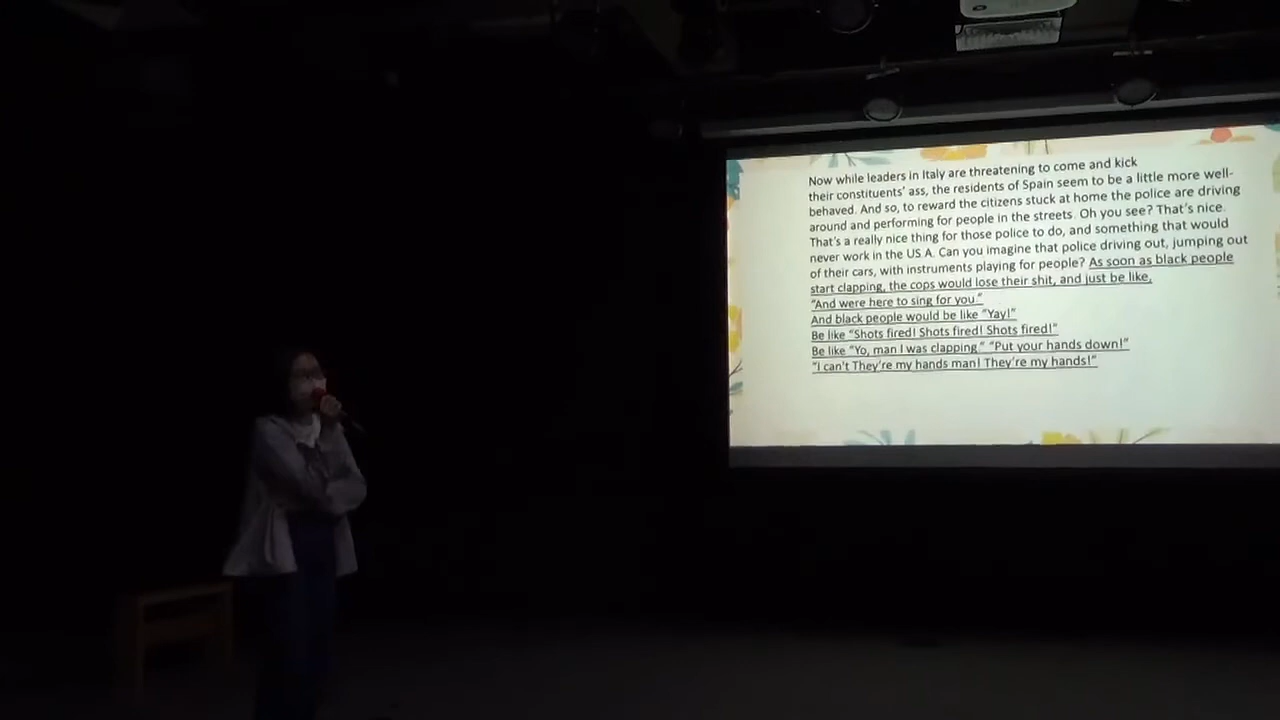 Now while leaders in Italy are threatening to come and kick
their constituents' ass, the residents of Spain seem to be a little more well-
behaved. And so, to reward the citizens stuck at home the police are driving
around and performing for people in the streets. Oh you see? That's nice.
That's a really nice thing for those police to do, and something that would
never work in the US.A. Can you imagine that police driving out, jumping out
of their cars, with instruments playing for people? As soon as black people
start clapping, the cops would lose their shit, and just be like,
"And were here to sing for you."
And black people would be like "Yay!"
Be like "Shots fired! Shots fired! Shots fired!"
Be like "Yo, man I was clapping." "Put your hands down!"
"I can't They're my hands man! They're my hands!"